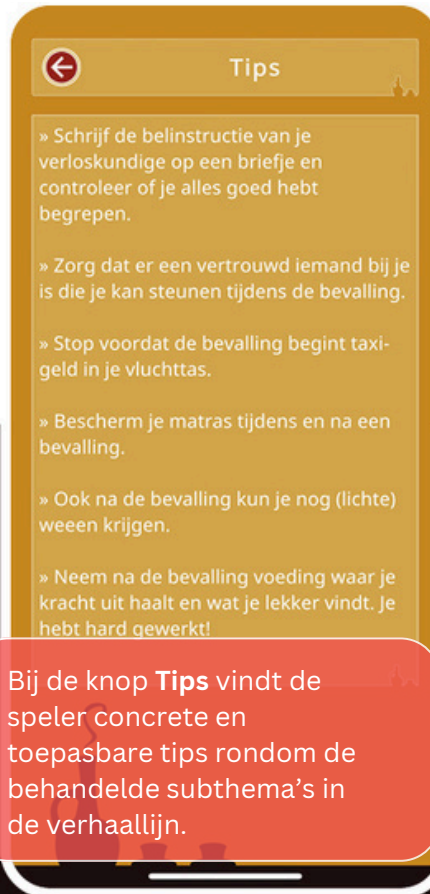 Tips
» Schrijf de belinstructie van je
verloskundige op een briefje en
controleer of je alles goed hebt
begrepen.
» Zorg dat er een vertrouwd iemand bij je
is die je kan steunen tijdens de bevalling.
» Stop voordat de bevalling begint taxi-
geld in je vluchttas.
» Bescherm je matras tijdens en na een
bevalling.
» Ook na de bevalling kun je nog (lichte)
weeen krijgen.
» Neem na de bevalling voeding waar je
kracht uit haalt en wat je lekker vindt. Je
hebt hard gewerkt!
Bij de knop Tips vindt de
speler concrete en
toepasbare tips rondom de
behandelde subthema’s in
de verhaallijn.